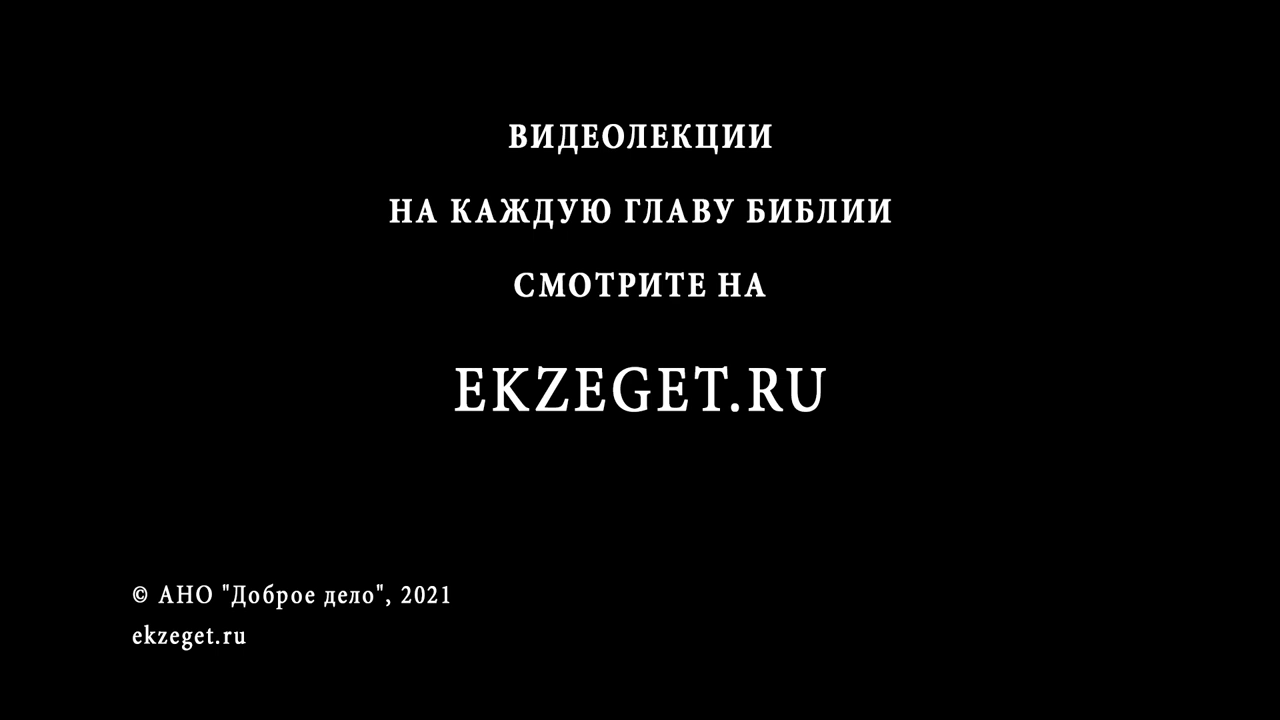 ВИДЕОЛЕКЦИИ
НА КАЖДУЮ ГЛАВУ БИБЛИИ
СМОТРИТЕ НА
EKZEGET.RU
© АНО "Доброе дело", 2021
ekzeget.ru